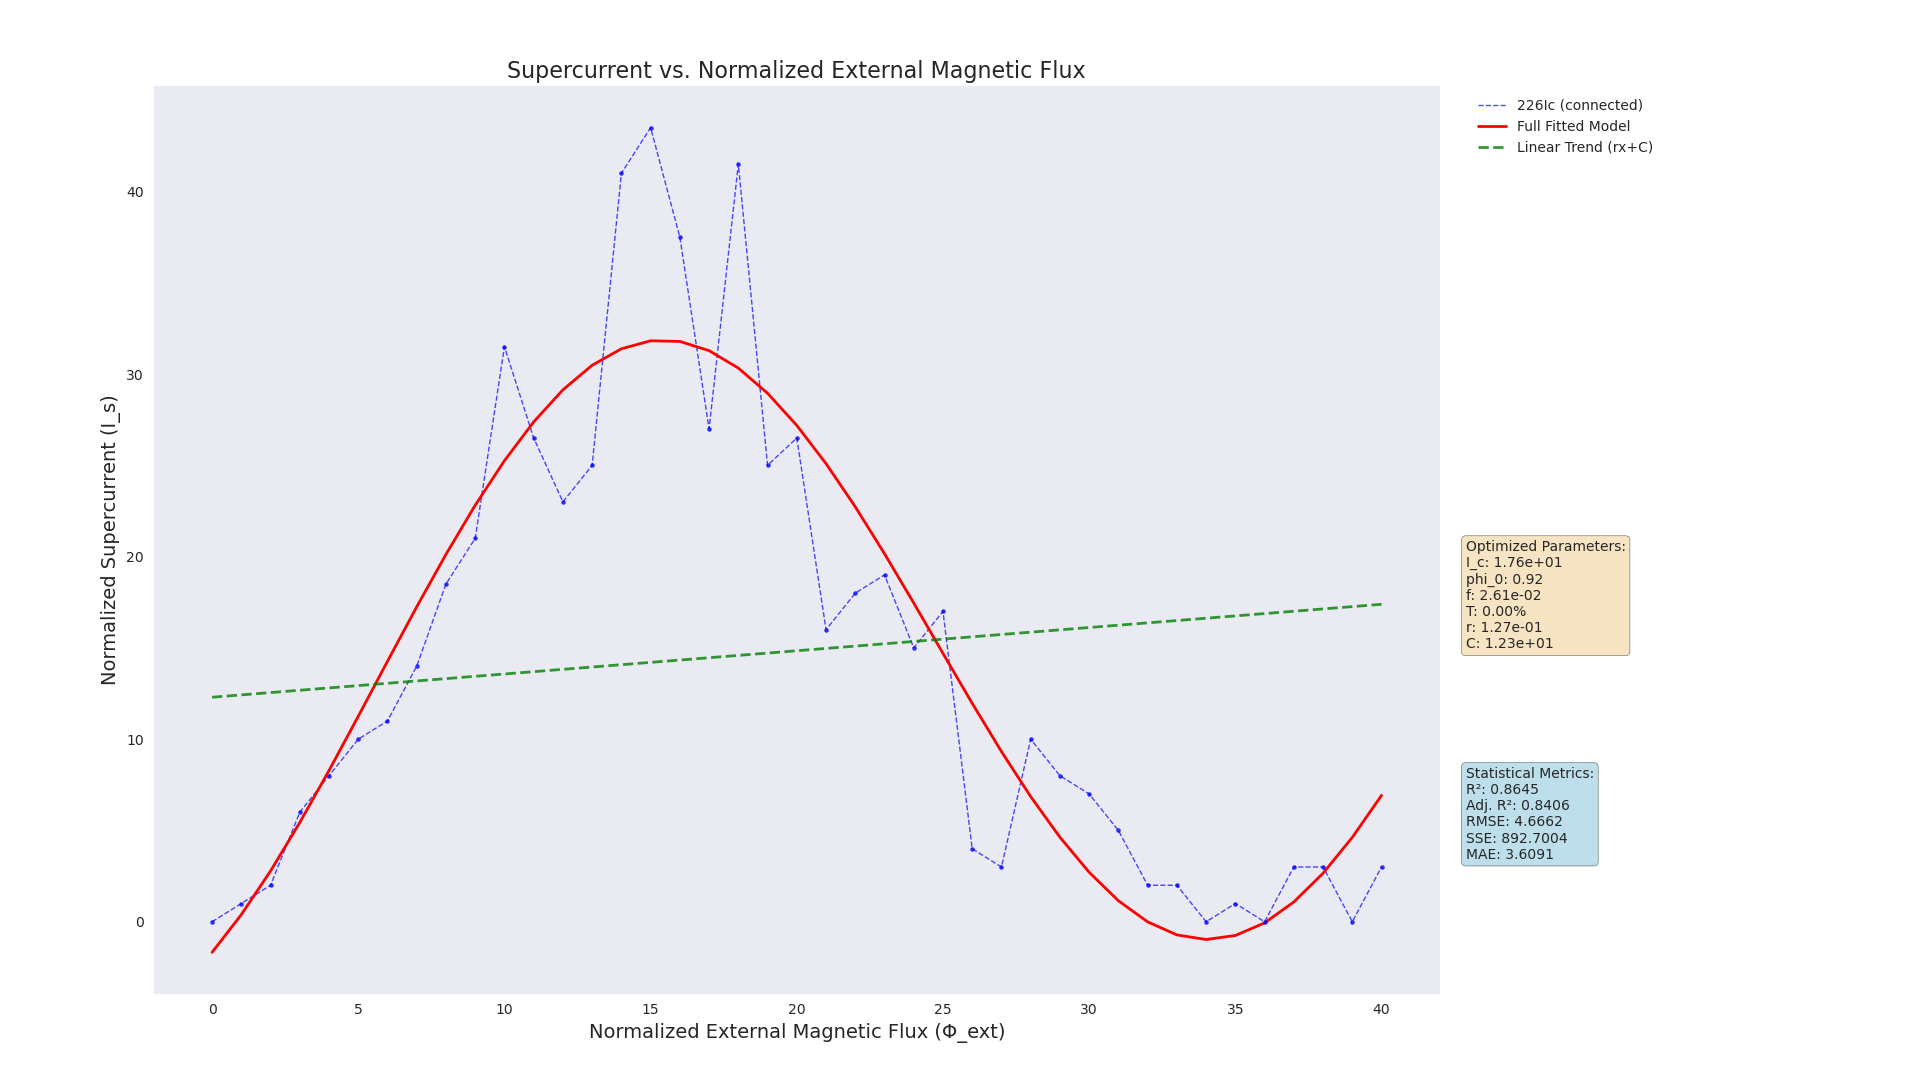 Supercurrent vs. Normalized External Magnetic Flux
226Ic (connected)
Full Fitted Model
Linear Trend (rx+C)
Normalized Supercurrent (I_s)
40
30
20
10
0
0 5 10 15 20 25 30 35 40
Normalized External Magnetic Flux (Φ_ext)
Optimized Parameters:
I_c: 1.76e+01
phi_0: 0.92
f: 2.61e-02
T: 0.00%
r: 1.27e-01
C: 1.23e+01
Statistical Metrics:
R²: 0.8645
Adj. R²: 0.8406
RMSE: 4.6662
SSE: 892.7004
MAE: 3.6091